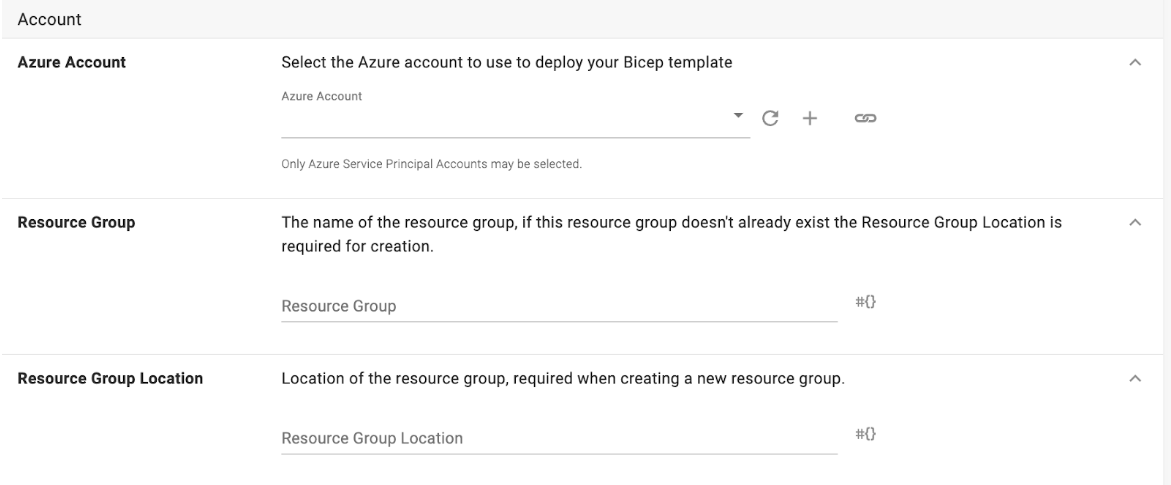 Account
Azure Account
Select the Azure account to use to deploy your Bicep template
Azure Account
Only Azure Service Principal Accounts may be selected.
Resource Group
The name of the resource group, if this resource group doesn't already exist the Resource Group Location is
required for creation.
Resource Group
#{}
Resource Group Location
Location of the resource group, required when creating a new resource group.
Resource Group Location
#{}